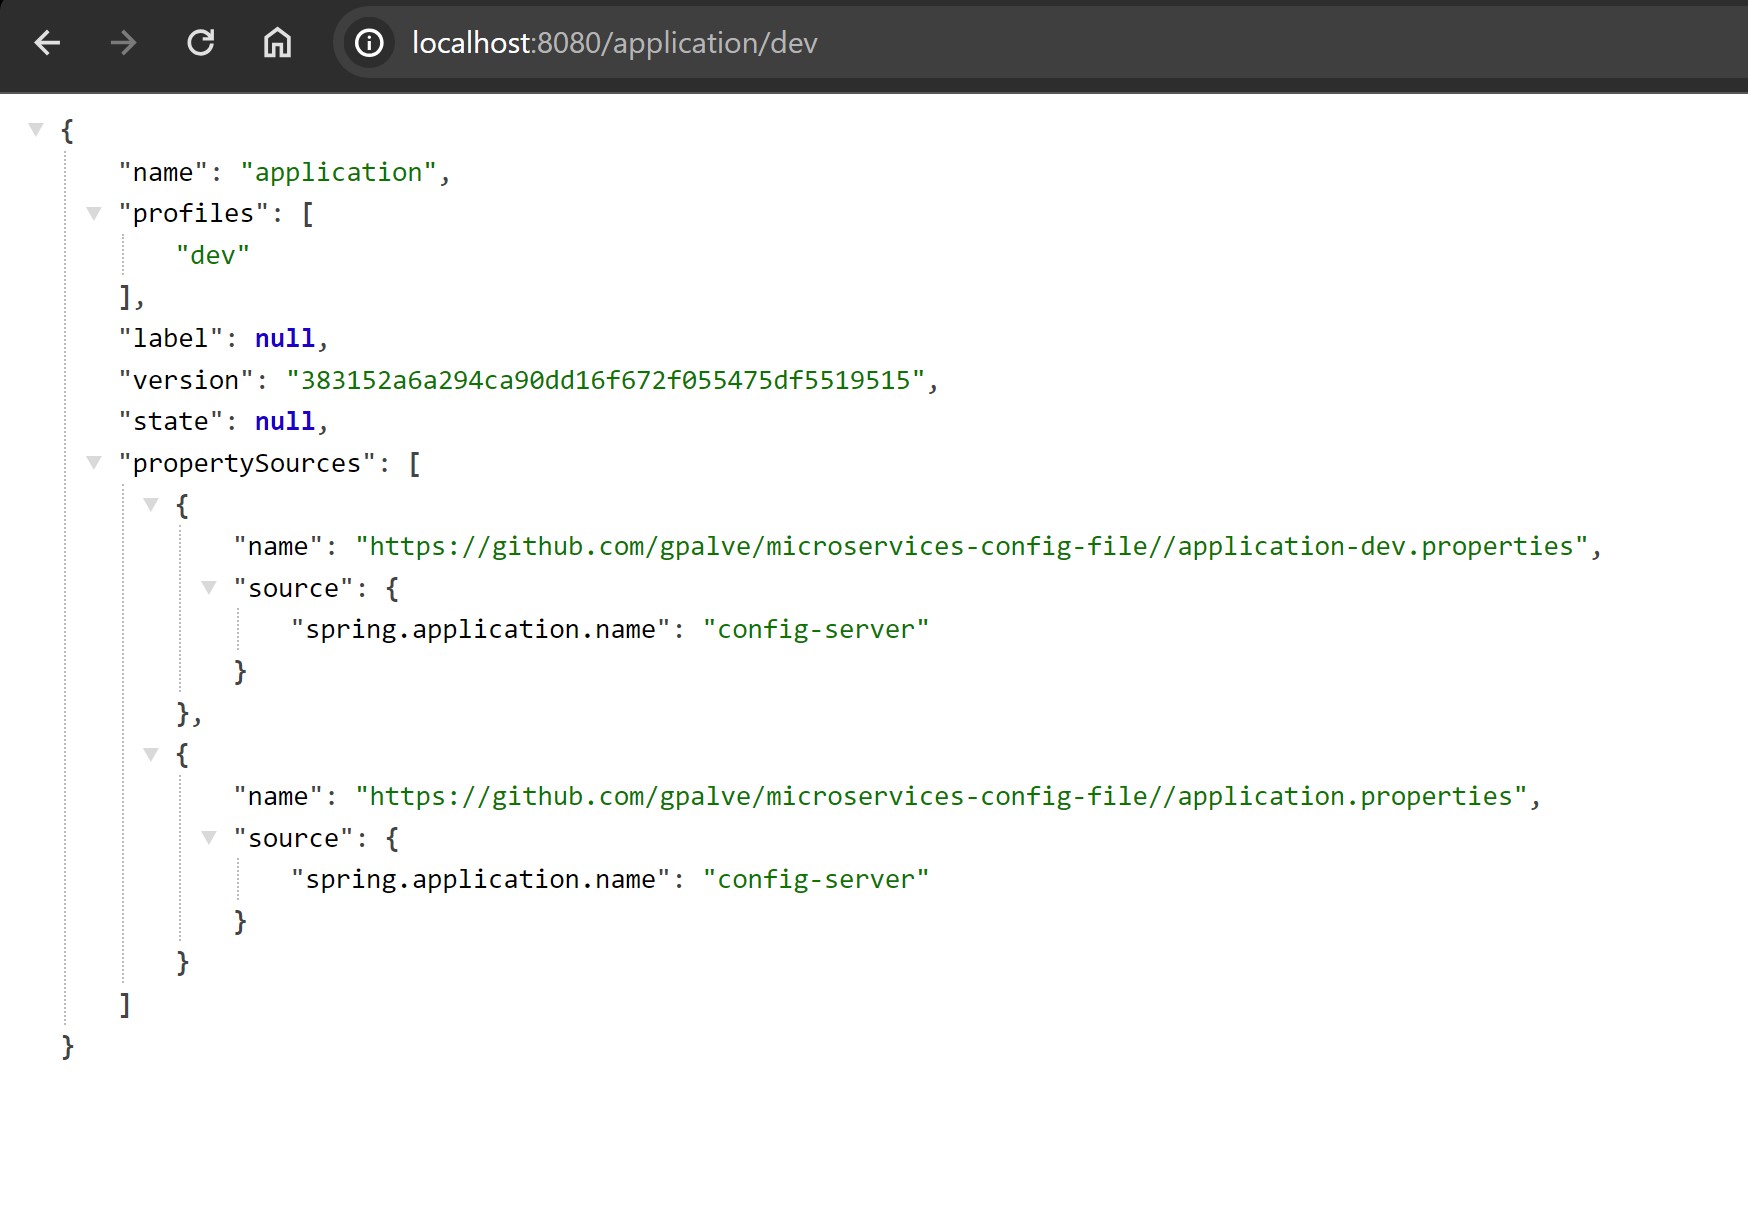 localhost:8080/application/dev
{
"name": "application",
"profiles": [
"dev"
],
"label": null,
"version": "383152a6a294ca90dd16f672f055475df5519515",
"state": null,
"propertySources": [
{
"name": "https://github.com/gpalve/microservices-config-file//application-dev.properties",
"source": {
"spring.application.name": "config-server"
}
},
{
"name": "https://github.com/gpalve/microservices-config-file//application.properties",
"source": {
"spring.application.name": "config-server"
}
}
]
}